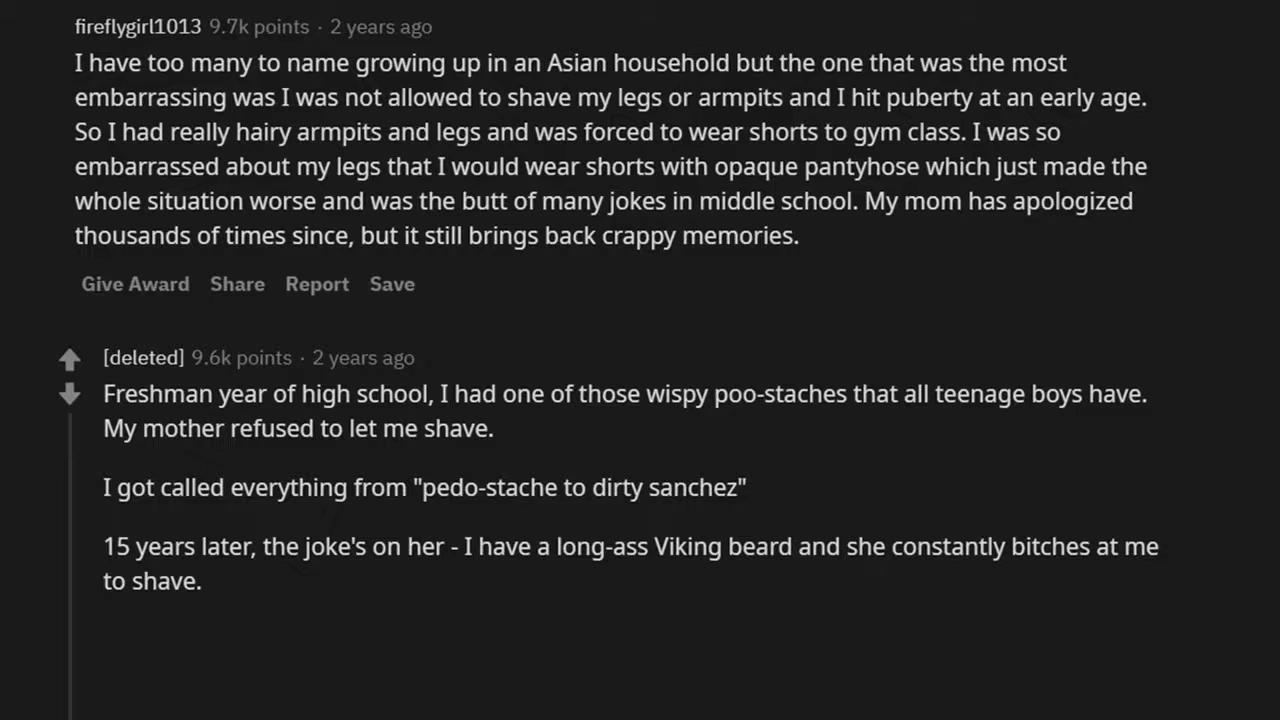 fireflygirl1013 9.7k points · 2 years ago
I have too many to name growing up in an Asian household but the one that was the most
embarrassing was I was not allowed to shave my legs or armpits and I hit puberty at an early age.
So I had really hairy armpits and legs and was forced to wear shorts to gym class. I was so
embarrassed about my legs that I would wear shorts with opaque pantyhose which just made the
whole situation worse and was the butt of many jokes in middle school. My mom has apologized
thousands of times since, but it still brings back crappy memories.
Give Award Share Report Save
[deleted] 9.6k points · 2 years ago
Freshman year of high school, I had one of those wispy poo-staches that all teenage boys have.
My mother refused to let me shave.
I got called everything from "pedo-stache to dirty sanchez"
15 years later, the joke's on her - I have a long-ass Viking beard and she constantly bitches at me
to shave.